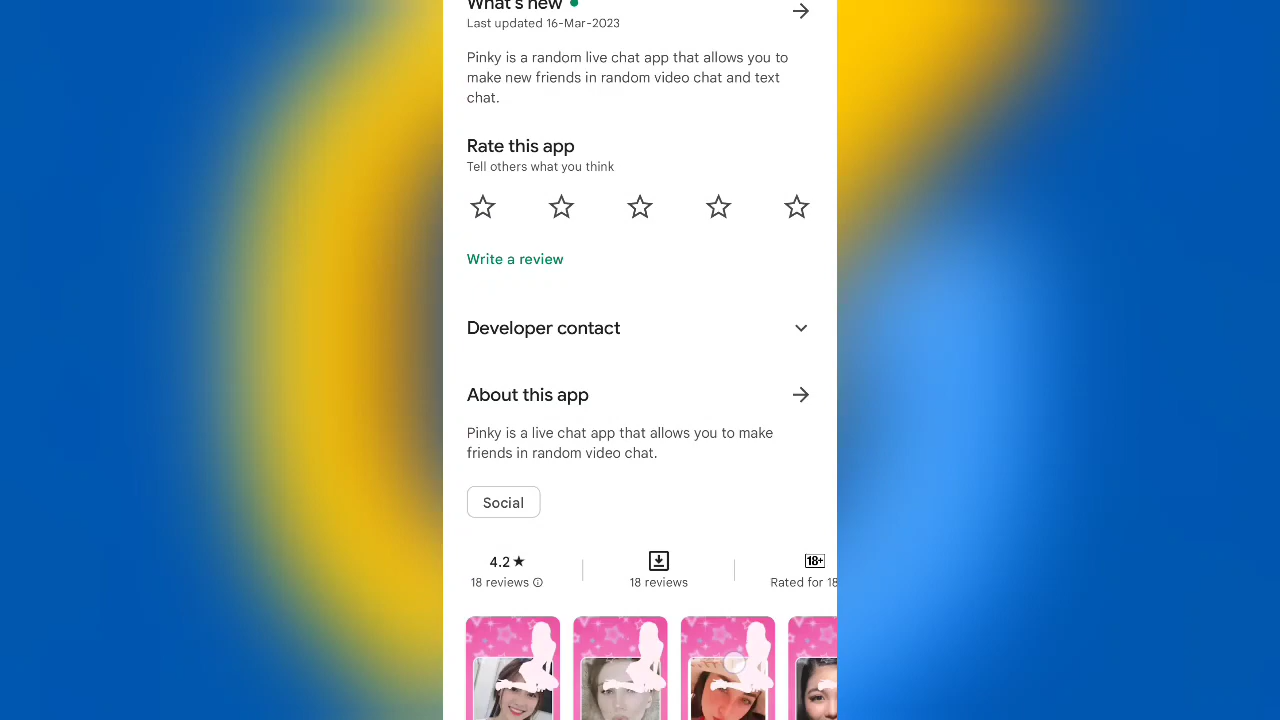 What's new
Last updated 16-Mar-2023
Pinky is a random live chat app that allows you to
make new friends in random video chat and text
chat.
Rate this app
Tell others what you think
Write a review
Developer contact
About this app
Pinky is a live chat app that allows you to make
friends in random video chat.
Social
4.2★ 18+
18 reviews 18 reviews Rated for 18